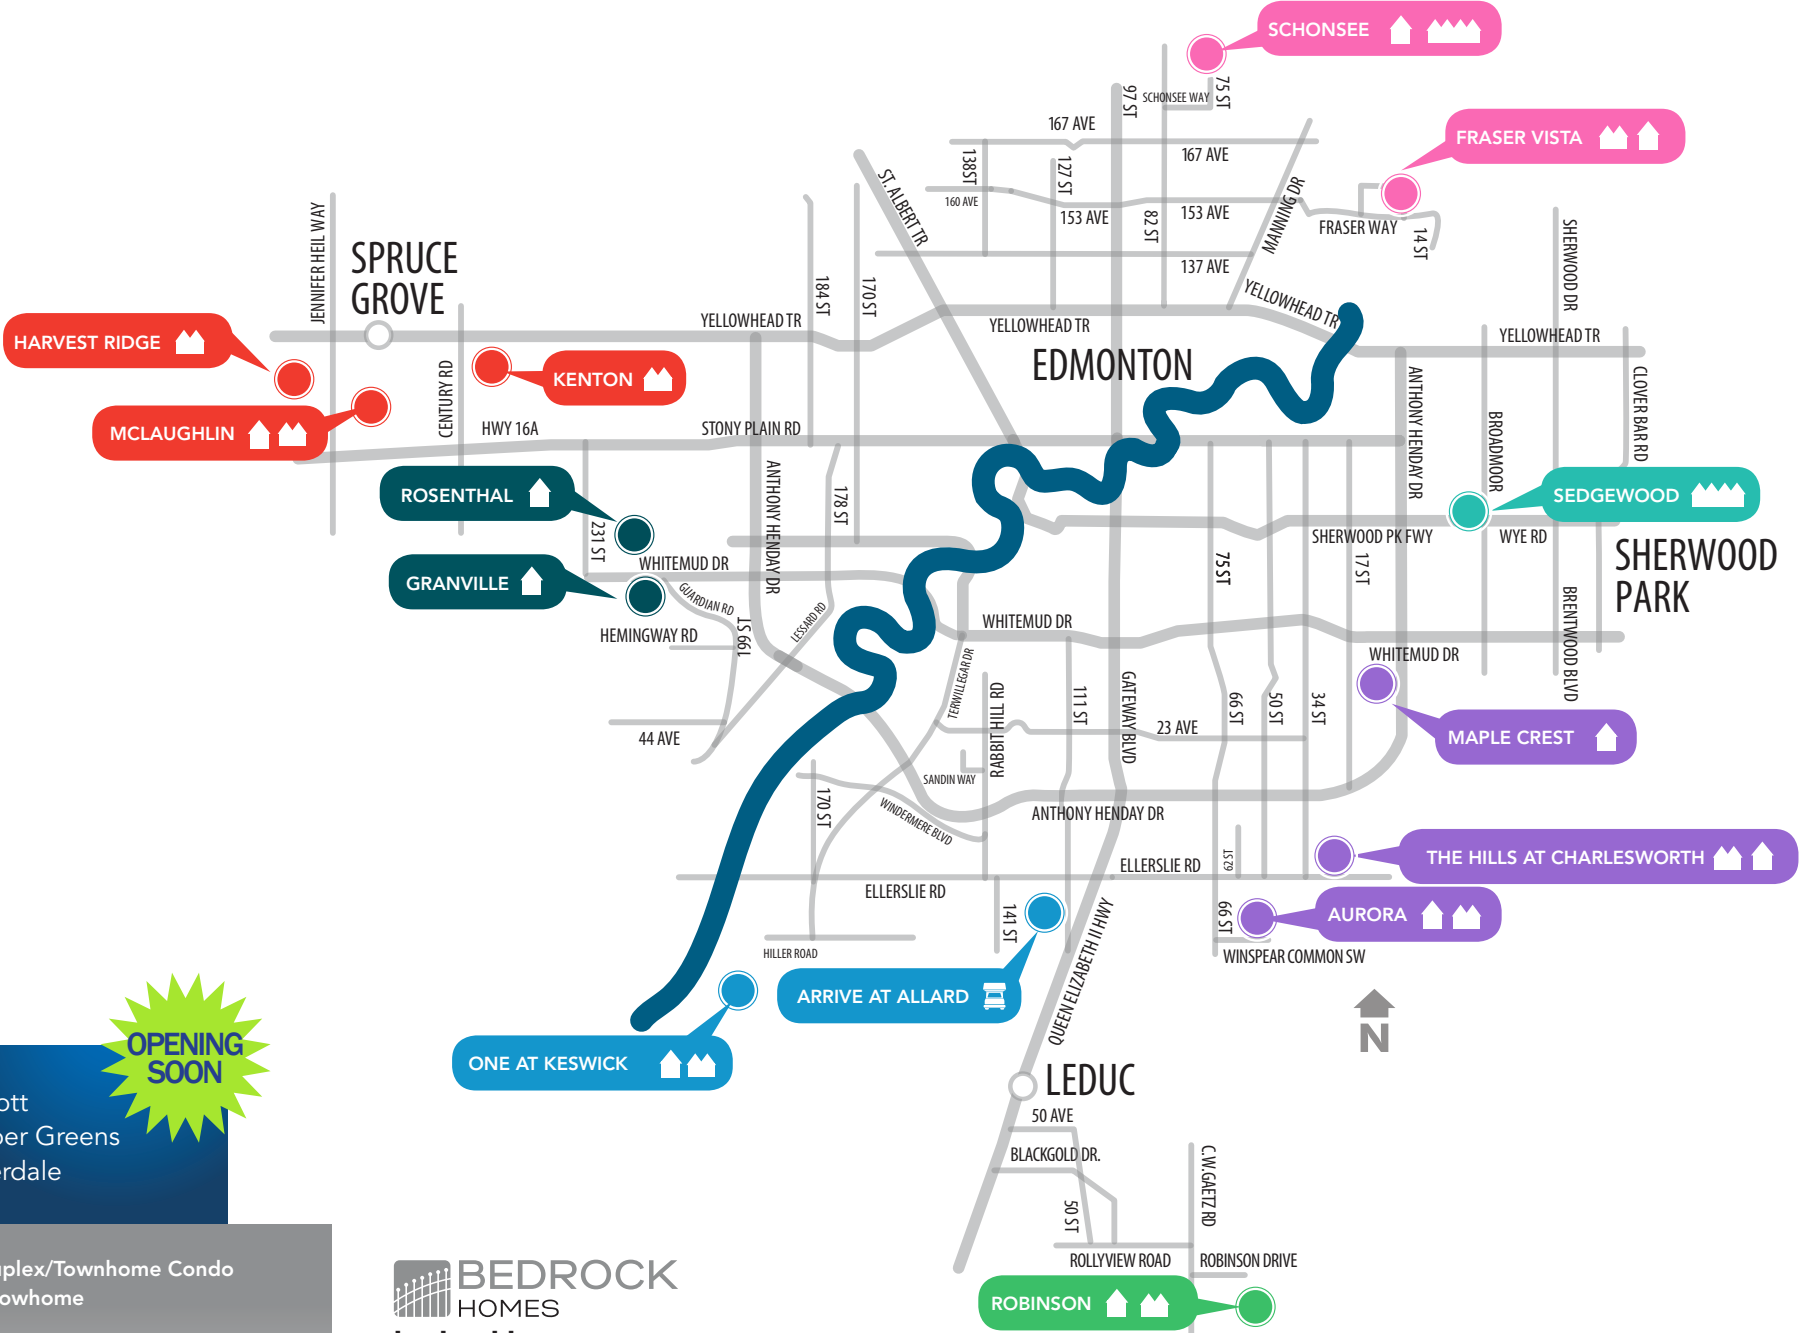 SCHONSEE
75 ST
97 ST
SCHONSEE WAY
FRASER VISTA
167 AVE
167 AVE
138ST
127 ST
ST. ALBERT TR
160 AVE
153 AVE
153 AVE
82 ST
MANNING DR
FRASER WAY
14 ST
SHERWOOD DR
JENNIFER HEIL WAY
SPRUCE
GROVE
137 AVE
184 ST
170 ST
YELLOWHEAD TR
YELLOWHEAD TR
YELLOWHEAD TR
YELLOWHEAD TR
HARVEST RIDGE
EDMONTON
KENTON
CENTURY RD
ANTHONY HENDAY DR
BROADMOOR
CLOVER BAR RD
MCLAUGHLIN
HWY 16A
STONY PLAIN RD
ROSENTHAL
ANTHONY HENDAY DR
178 ST
SEDGEWOOD
231 ST
SHERWOOD PK FWY
WYE RD
SHERWOOD
PARK
WHITEMUD DR
75 ST
17 ST
GRANVILLE
GUARDIAN RD
LESSARD RD
199 ST
HEMINGWAY RD
WHITEMUD DR
WHITEMUD DR
BRENTWOOD BLVD
TERWILLEGAR DR
RABBIT HILL RD
111 ST
GATEWAY BLVD
66 ST
50 ST
34 ST
44 AVE
23 AVE
MAPLE CREST
SANDIN WAY
170 ST
WINDERMERE BLVD
ANTHONY HENDAY DR
62 ST
THE HILLS AT CHARLESWORTH
ELLERSLIE RD
ELLERSLIE RD
141 ST
66 ST
AURORA
QUEEN ELIZABETH II HWY
HILLER ROAD
WINSPEAR COMMON SW
ARRIVE AT ALLARD
N
ONE AT KESWICK
OPENING
SOON
LEDUC
50 AVE
ott
per Greens
erdale
BLACKGOLD DR.
C.W.GAETZ RD
50 ST
ROLLYVIEW ROAD
ROBINSON DRIVE
uplex/Townhome Condo
owhome
BEDROCK
HOMES
ROBINSON